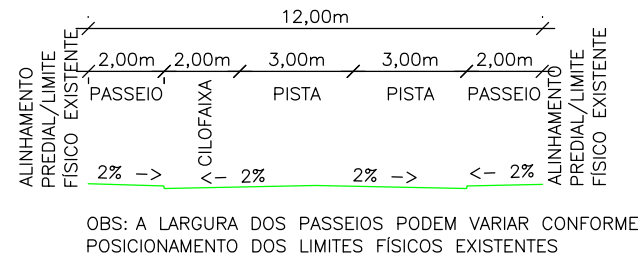 12,00m
2,00m 2,00m 3,00m 3,00m 2,00m
PASSEIO CILOFAIXA PISTA PISTA PASSEIO
ALINHAMENTO
PREDIAL/LIMITE
FÍSICO EXISTENTE
ALINHAMENTO
PREDIAL/LIMITE
FÍSICO EXISTENTE
2% -> <- 2% 2% -> <- 2%
OBS: A LARGURA DOS PASSEIOS PODEM VARIAR CONFORME
POSICIONAMENTO DOS LIMITES FÍSICOS EXISTENTES